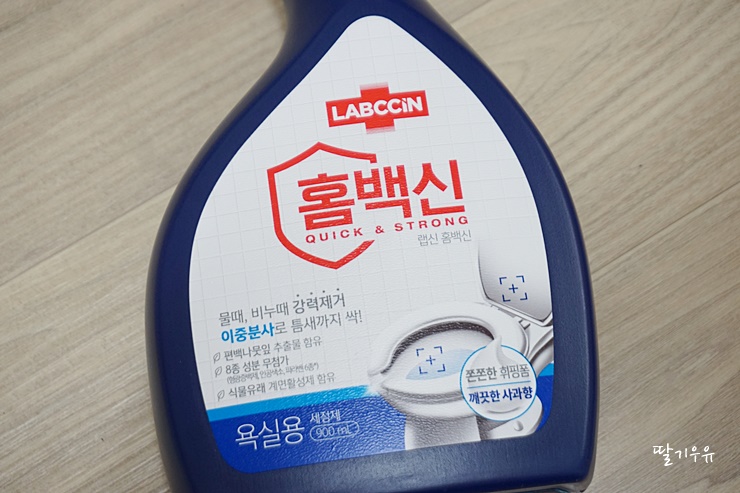 LABCCiN
홈백신
QUICK & STRONG
랩신 홈백신
물때, 비누때 강력제거
이중분사로 틈새까지 싹!
편백나뭇잎 추출물 함유
8종 성분 무첨가
식물유래 계면활성제 함유
쫀쫀한 휘핑폼
깨끗한 사과향
욕실용 세정제
900 mL
딸기우유